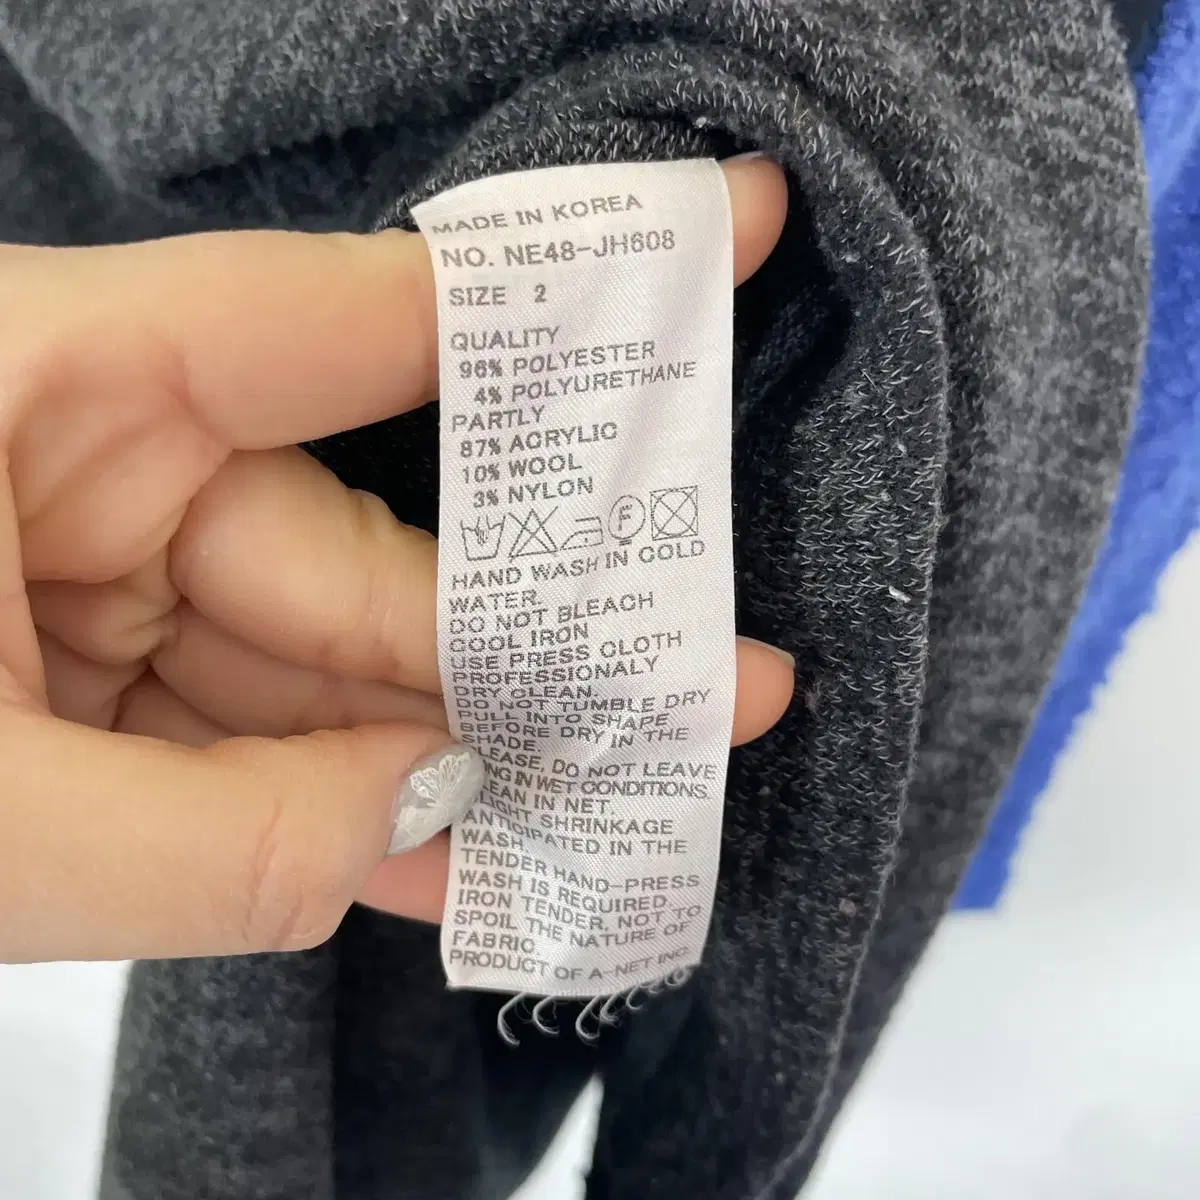 MADE IN KOREA
NO. NE48-JH608
SIZE 2
QUALITY
96% POLYESTER
4% POLYURETHANE
PARTLY
87% ACRYLIC
10% WOOL
3% NYLON
F
HAND WASH IN COLD
WATER.
DO NOT BLEACH
COOL IRON
USE PRESS CLOTH
PROFESSIONALY
DRY CLEAN.
DO NOT TUMBLE DRY
PULL INTO SHAPE
BEFORE DRY IN THE
SHADE.
PLEASE, DO NOT LEAVE
IN WET CONDITIONS.
IN NET.
SHRINKAGE
ANTICIPATED IN THE
WASH
TENDER HAND-PRESS
WASH IS REQUIRED.
IRON TENDER, NOT TO
SPOIL THE NATURE OF
FABRIC.
PRODUCT OF A-NET INC.